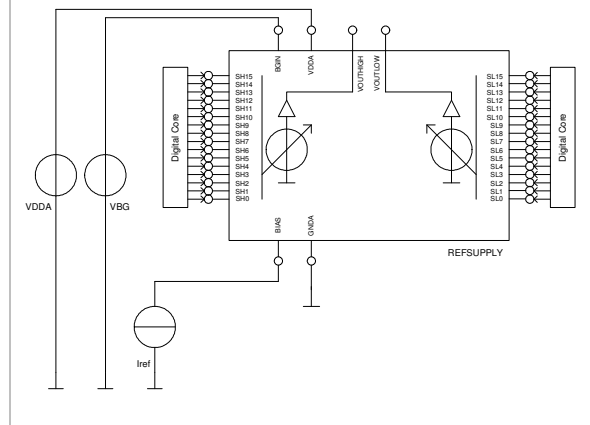 BGIN
VDDA
VOUTHIGH
VOUTLOW
Digital Core
SH15
SH14
SH13
SH12
SH11
SH10
SH9
SH8
SH7
SH6
SH5
SH4
SH3
SH2
SH1
SH0
SL15
SL14
SL13
SL12
SL11
SL10
SL9
SL8
SL7
SL6
SL5
SL4
SL3
SL2
SL1
SL0
Digital Core
VDDA
VBG
BIAS
GNDA
REFSUPPLY
Iref